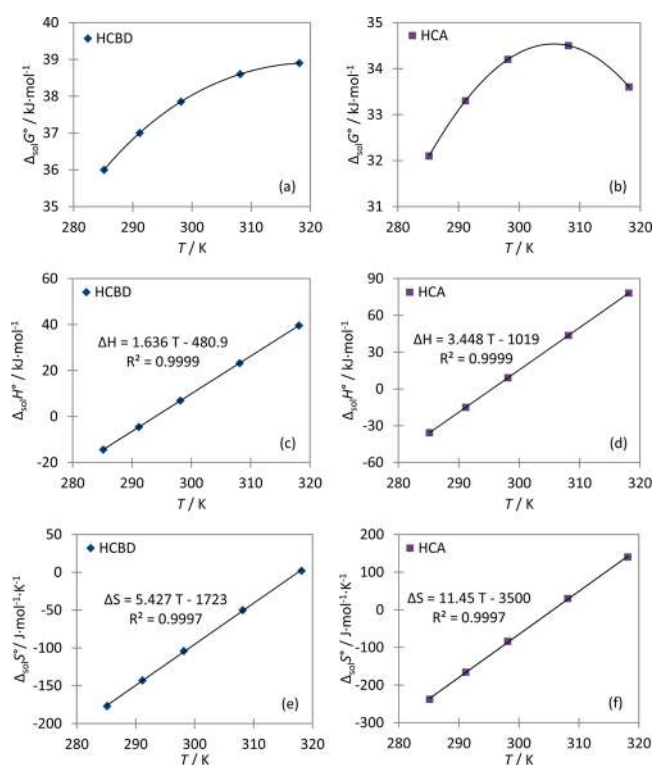 40
39
38
37
36
35
ΔsolG° / kJ·mol⁻¹
HCBD
(a)
280 290 300 310 320
T / K
35
34
33
32
31
ΔsolG° / kJ·mol⁻¹
HCA
(b)
280 290 300 310 320
T / K
60
40
20
0
-20
ΔsolH° / kJ·mol⁻¹
HCBD
ΔH = 1.636 T - 480.9
R² = 0.9999
(c)
280 290 300 310 320
T / K
90
60
30
0
-30
-60
ΔsolH° / kJ·mol⁻¹
HCA
ΔH = 3.448 T - 1019
R² = 0.9999
(d)
280 290 300 310 320
T / K
50
0
-50
-100
-150
-200
ΔsolS° / J·mol⁻¹·K⁻¹
HCBD
ΔS = 5.427 T - 1723
R² = 0.9997
(e)
280 290 300 310 320
T / K
200
100
0
-100
-200
-300
ΔsolS° / J·mol⁻¹·K⁻¹
HCA
ΔS = 11.45 T - 3500
R² = 0.9997
(f)
280 290 300 310 320
T / K